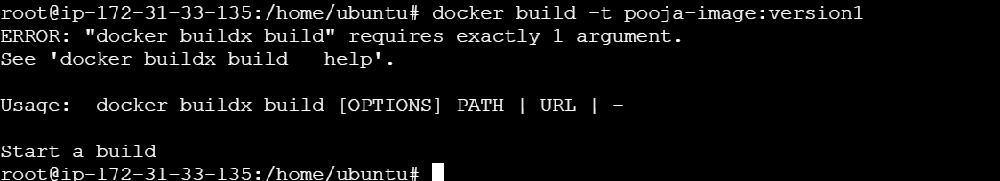 root@ip-172-31-33-135:/home/ubuntu# docker build -t pooja-image:version1
ERROR: "docker buildx build" requires exactly 1 argument.
See 'docker buildx build --help'.
Usage:  docker buildx build [OPTIONS] PATH | URL | -
Start a build
root@ip-172-31-33-135:/home/ubuntu#